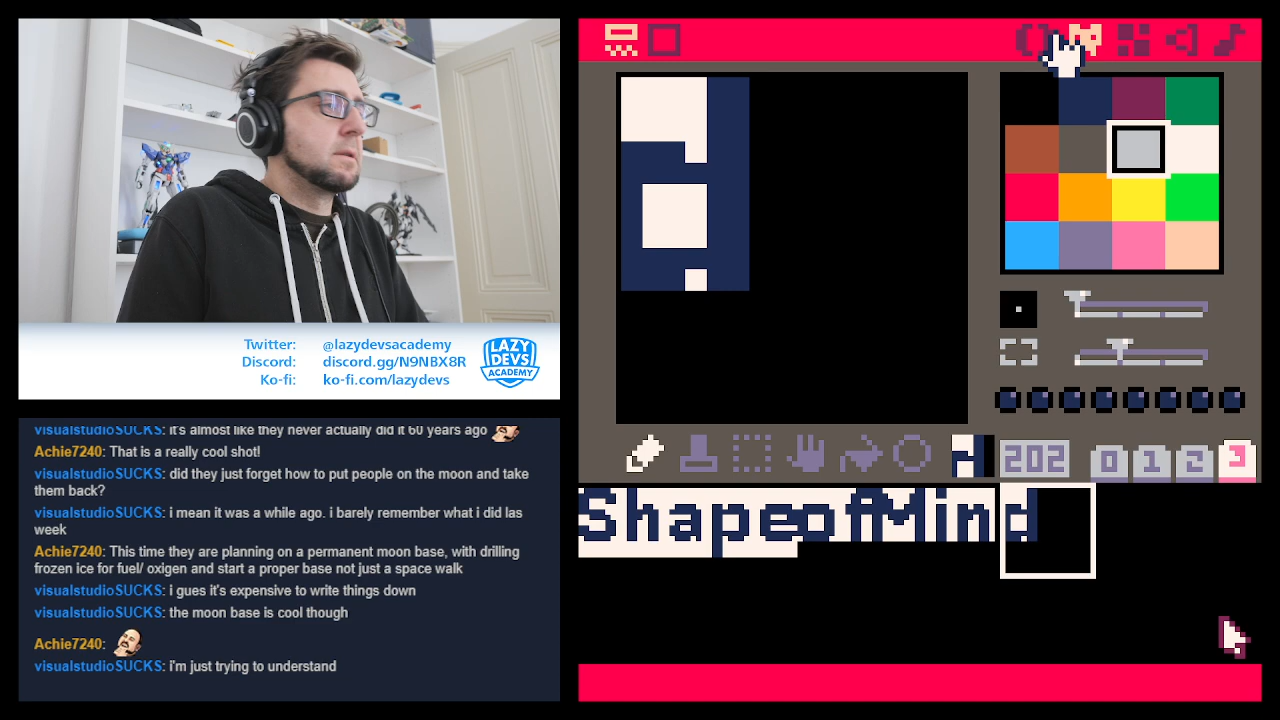 Twitter: @lazydevsacademy
Discord: discord.gg/N9NBX8R
Ko-fi: ko-fi.com/lazydevs
LAZY
DEVS
ACADEMY
visualstudioSUCKS: it's almost like they never actually did it 60 years ago
Achie7240: That is a really cool shot!
visualstudioSUCKS: did they just forget how to put people on the moon and take
them back?
visualstudioSUCKS: i mean it was a while ago. i barely remember what i did las
week
Achie7240: This time they are planning on a permanent moon base, with drilling
frozen ice for fuel/ oxigen and start a proper base not just a space walk
visualstudioSUCKS: i gues it's expensive to write things down
visualstudioSUCKS: the moon base is cool though
Achie7240:
visualstudioSUCKS: i'm just trying to understand
202 0 1 2 3
ShapeofMind